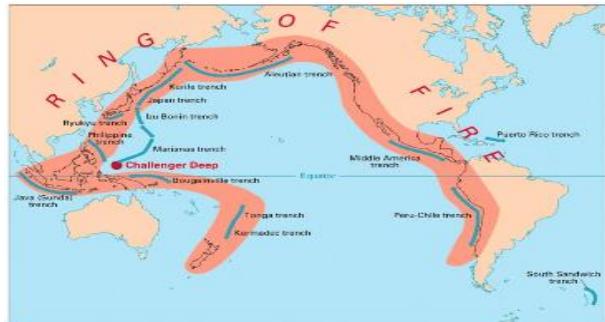 RING OF FIRE
Aleutian trench
Kurile trench
Japan trench
Izu Bonin trench
Ryukyu trench
Philippine
trench
Marianas trench
Challenger Deep
Bougainville trench
Equator
Java (Sunda)
trench
Tonga trench
Kermadec trench
Middle America
trench
Puerto Rico trench
Peru-Chile trench
South Sandwich
trench